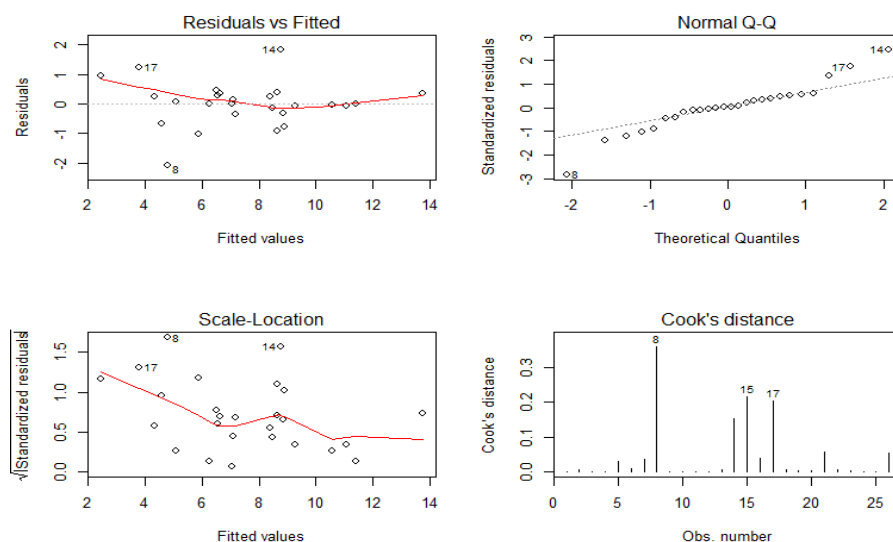 Residuals vs Fitted
Residuals
2
1
0
-1
-2
17
14
8
2 4 6 8 10 12 14
Fitted values
Normal Q-Q
Standardized residuals
3
2
1
0
-1
-2
-3
14
17
8
-2 -1 0 1 2
Theoretical Quantiles
Scale-Location
√|Standardized residuals
1.5
1.0
0.5
0.0
8
14
17
2 4 6 8 10 12 14
Fitted values
Cook's distance
Cook's distance
0.3
0.2
0.1
0.0
8
15
17
0 5 10 15 20 25
Obs. number